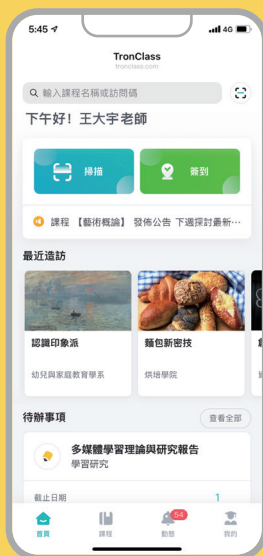 5:45
4G
TronClass
tronclass.com
輸入課程名稱或訪問碼
下午好！王大宇老師
掃描
簽到
課程 【藝術概論】 發佈公告 下週探討最新…
最近造訪
認識印象派
麵包新密技
幼兒與家庭教育學系
烘焙學院
待辦事項
查看全部
多媒體學習理論與研究報告
學習研究
截止日期
1
54
首頁
課程
動態
我的